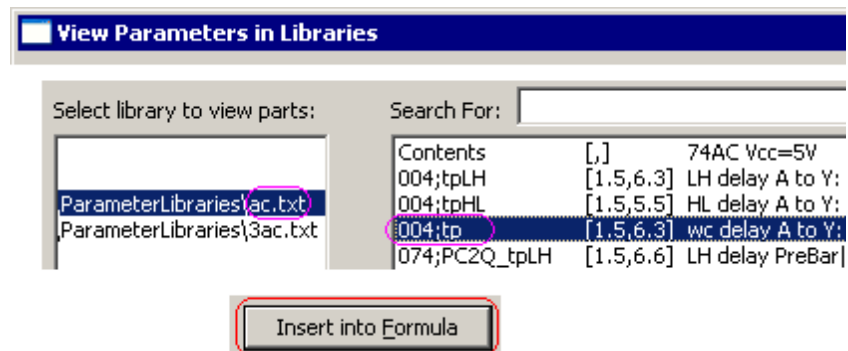 View Parameters in Libraries
Select library to view parts:
Search For:
ParameterLibraries\ac.txt
ParameterLibraries\3ac.txt
Contents [,] 74AC Vcc=5V
004;tpLH [1.5,6.3] LH delay A to Y:
004;tpHL [1.5,5.5] HL delay A to Y:
004;tp [1.5,6.3] wc delay A to Y:
074;PC2Q_tpLH [1.5,6.6] LH delay PreBar|
Insert into Formula